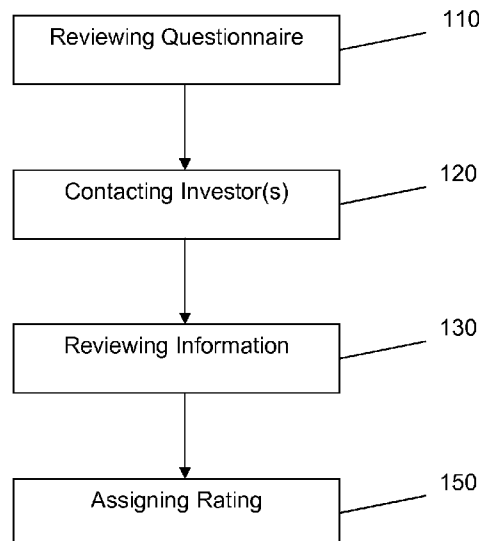 110
Reviewing Questionnaire
120
Contacting Investor(s)
130
Reviewing Information
150
Assigning Rating